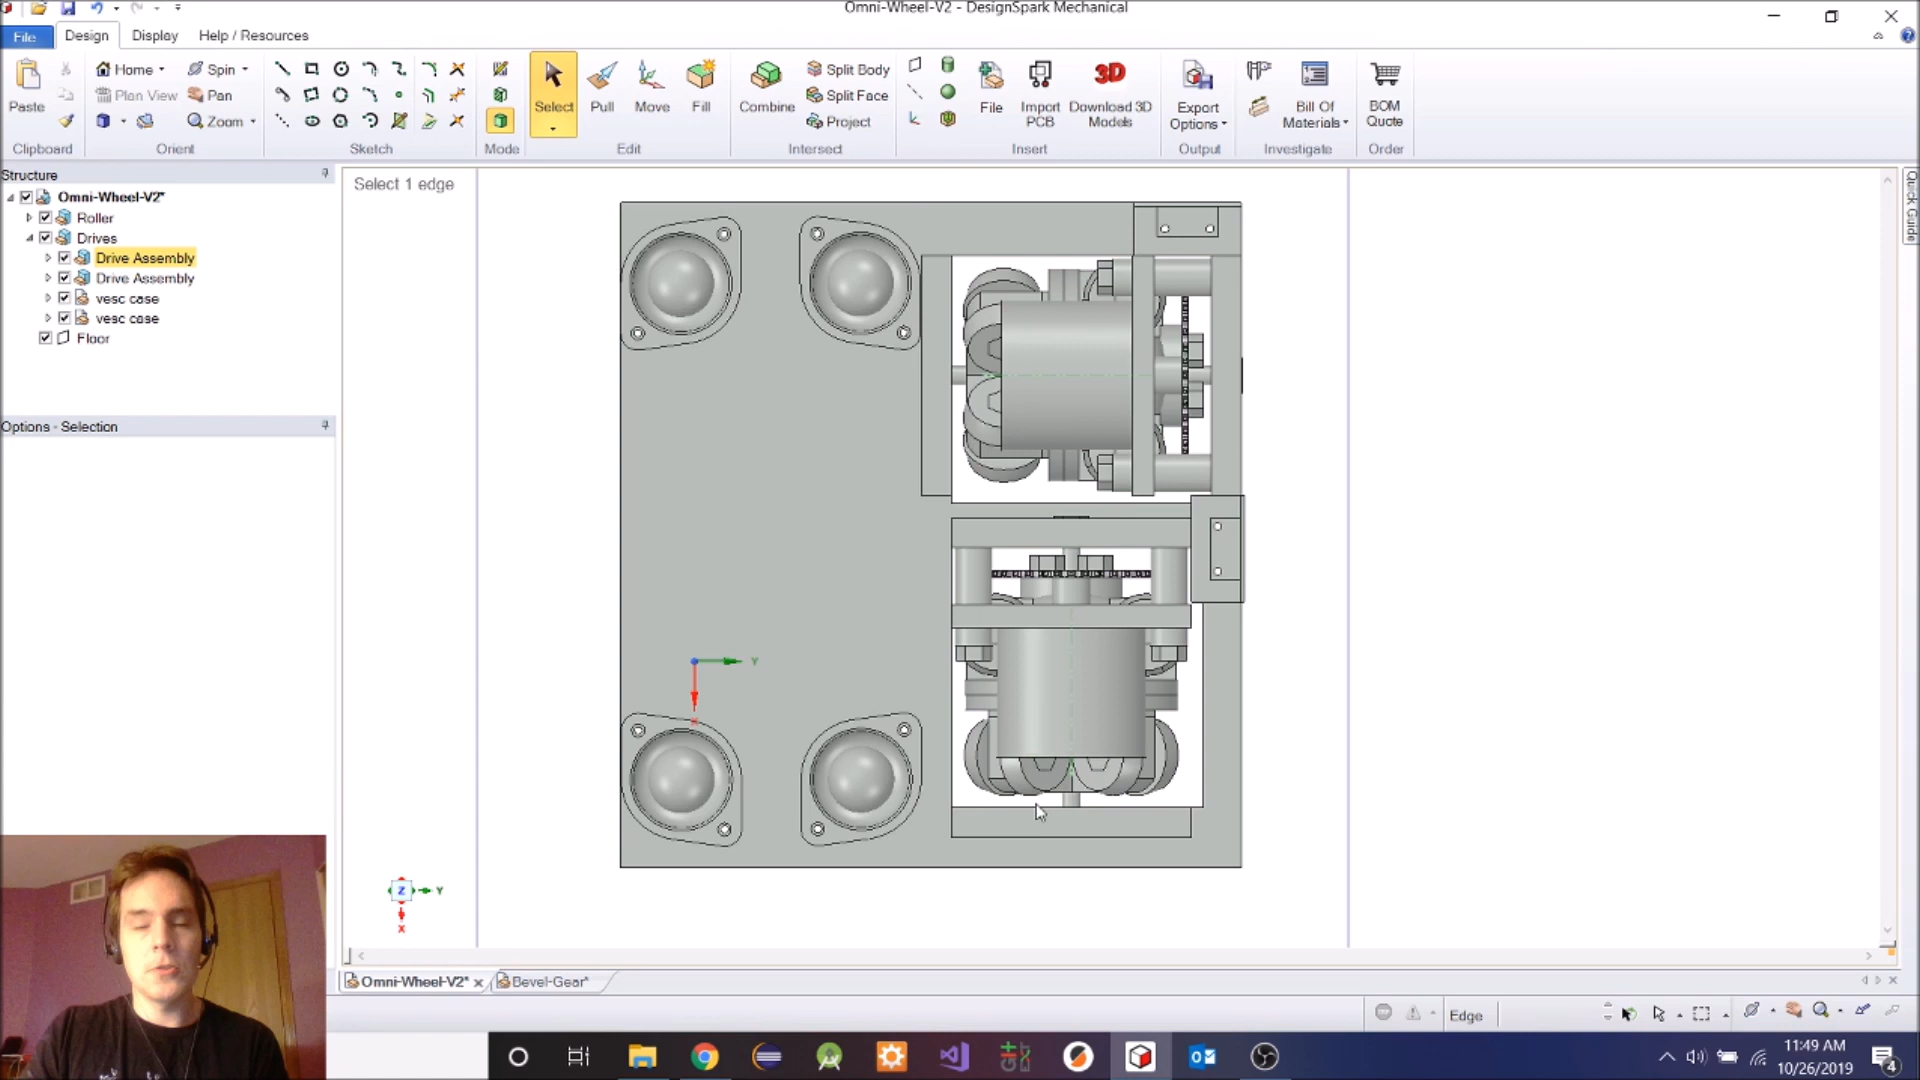 Omni-Wheel-V2 - DesignSpark Mechanical
File
Design
Display
Help / Resources
Paste
Home
Spin
Plan View
Pan
Zoom
Select
Pull
Move
Fill
Combine
Split Body
Split Face
Project
File
Import
PCB
3D
Download 3D
Models
Export
Options
Bill Of
Materials
BOM
Quote
Clipboard
Orient
Sketch
Mode
Edit
Intersect
Insert
Output
Investigate
Order
Structure
Omni-Wheel-V2*
Roller
Drives
Drive Assembly
Drive Assembly
vesc case
vesc case
Floor
Options - Selection
Select 1 edge
Quick Guide
Y
X
Z
Y
X
Omni-Wheel-V2*
Bevel-Gear*
Edge
11:49 AM
10/26/2019
4